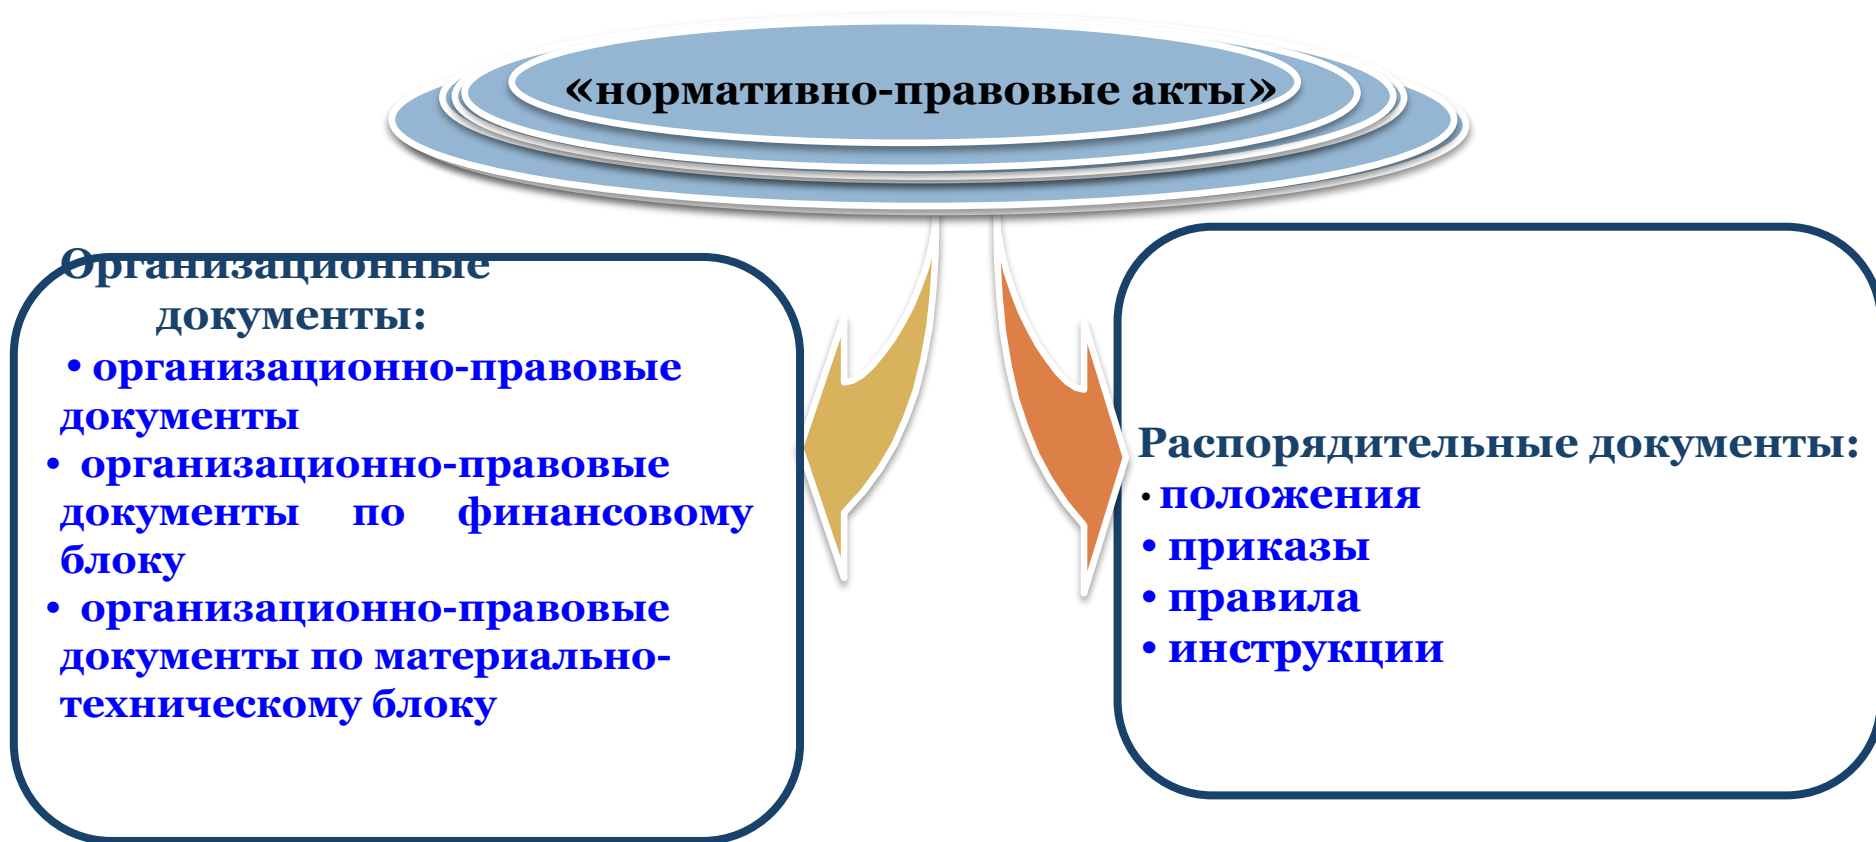 «нормативно-правовые акты»
Организационные
документы:
• организационно-правовые
документы
• организационно-правовые
документы по финансовому
блоку
• организационно-правовые
документы по материально-
техническому блоку
Распорядительные документы:
• положения
• приказы
• правила
• инструкции